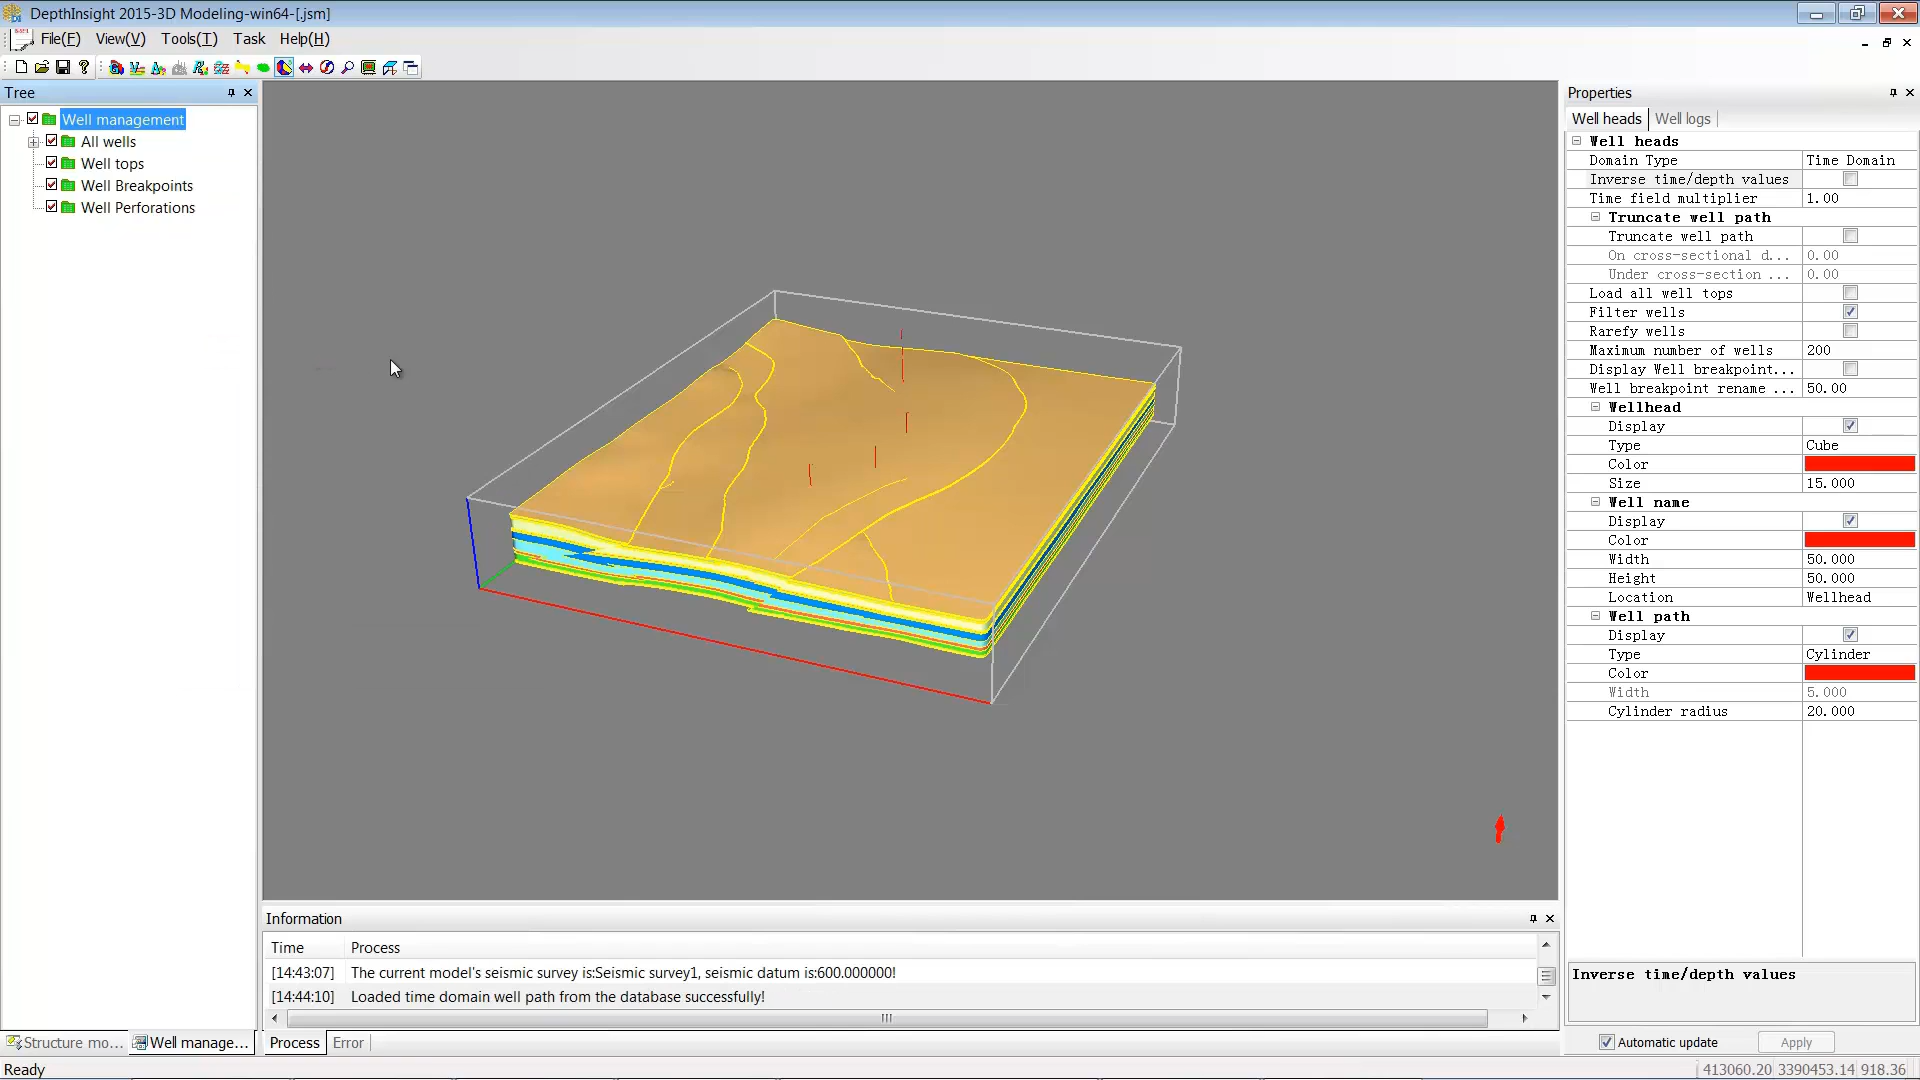 DepthInsight 2015-3D Modeling-win64-[.jsm]
File(F) View(V) Tools(T) Task Help(H)
Tree
Well management
All wells
Well tops
Well Breakpoints
Well Perforations
Structure mo...
Well manage...
Information
Time Process
[14:43:07] The current model's seismic survey is:Seismic survey1, seismic datum is:600.000000!
[14:44:10] Loaded time domain well path from the database successfully!
Process Error
Properties
Well heads Well logs
Well heads
Domain Type Time Domain
Inverse time/depth values
Time field multiplier 1.00
Truncate well path
Truncate well path
On cross-sectional d... 0.00
Under cross-section ... 0.00
Load all well tops
Filter wells
Rarefy wells
Maximum number of wells 200
Display Well breakpoint...
Well breakpoint rename ... 50.00
Wellhead
Display
Type Cube
Color
Size 15.000
Well name
Display
Color
Width 50.000
Height 50.000
Location Wellhead
Well path
Display
Type Cylinder
Color
Width 5.000
Cylinder radius 20.000
Inverse time/depth values
Automatic update Apply
Ready
413060.20 3390453.14 918.36